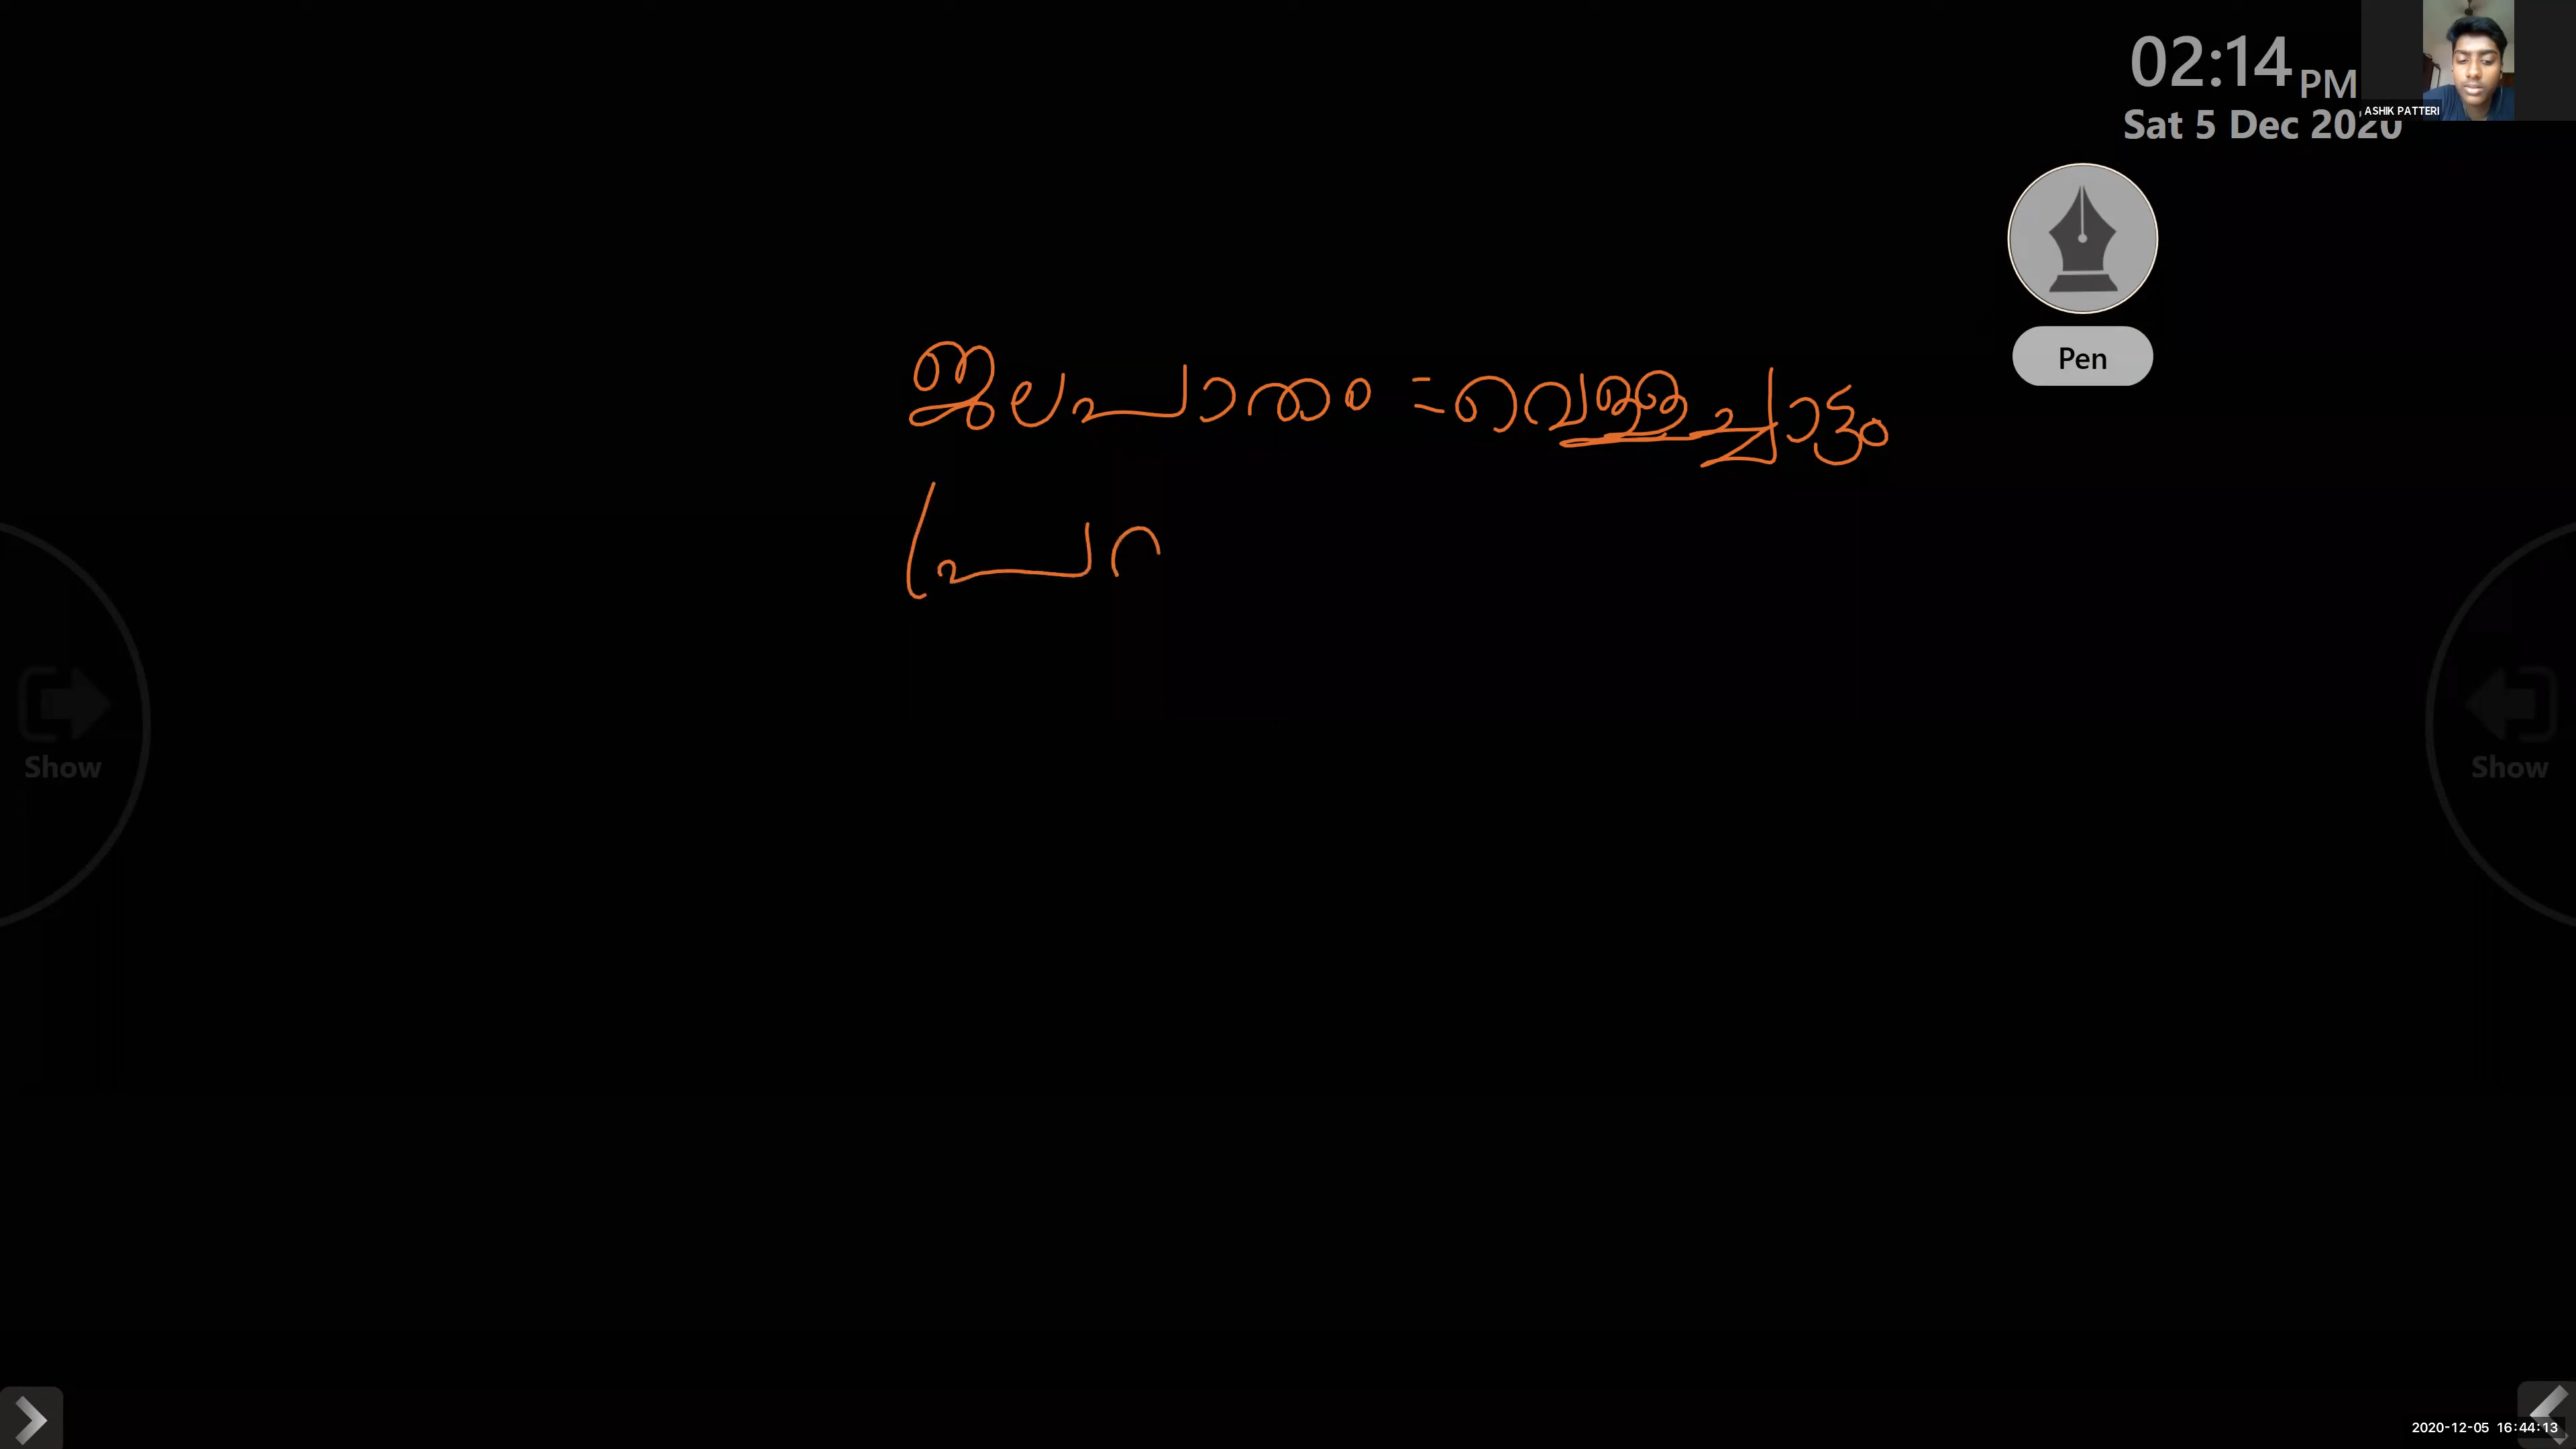 02:14 PM
Sat 5 Dec 2020
ASHIK PATTERI
Pen
ജലപാതം = വെള്ളച്ചാട്ടം
പ്ര
Show
Show
2020-12-05 16:44:13